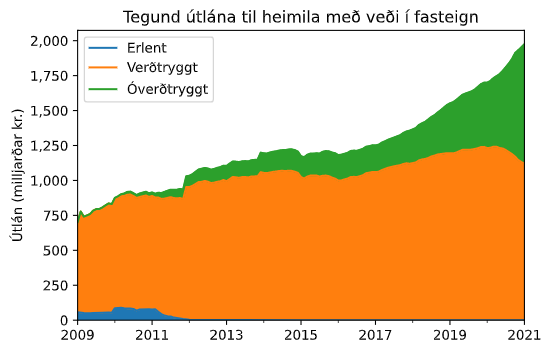 Tegund útlána til heimila með veði í fasteign
Erlent
Verðtryggt
Óverðtryggt
Útlán (milljarðar kr.)
2,000
1,750
1,500
1,250
1,000
750
500
250
0
2009 2011 2013 2015 2017 2019 2021